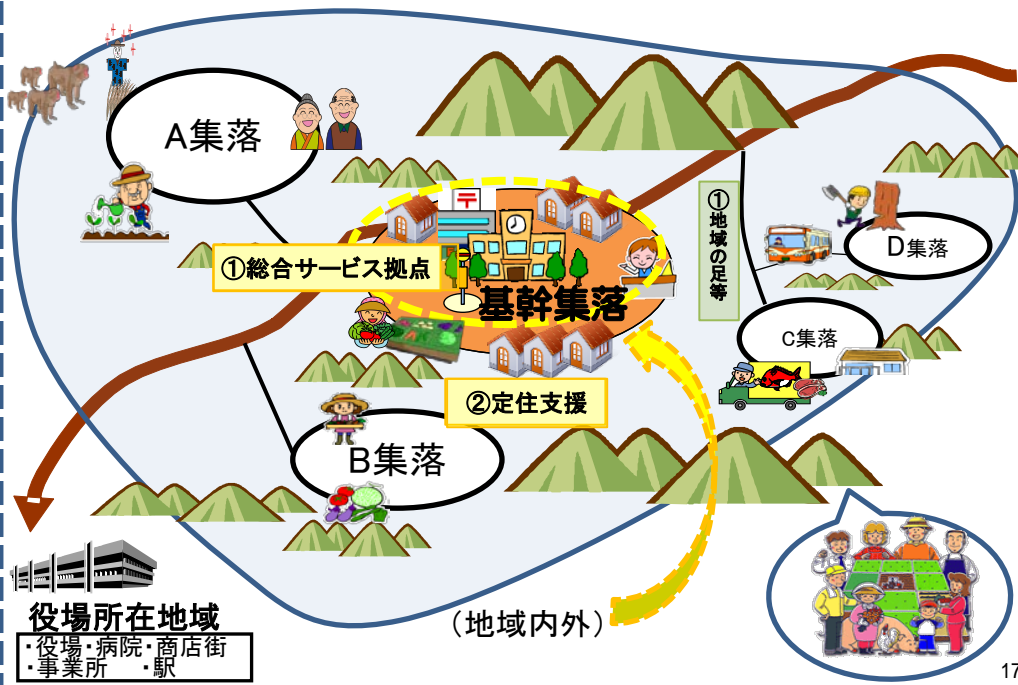 A集落
〒
①総合サービス拠点
基幹集落
①地域の足等
D集落
C集落
②定住支援
B集落
役場所在地域
・役場・病院・商店街
・事業所　・駅
（地域内外）
17